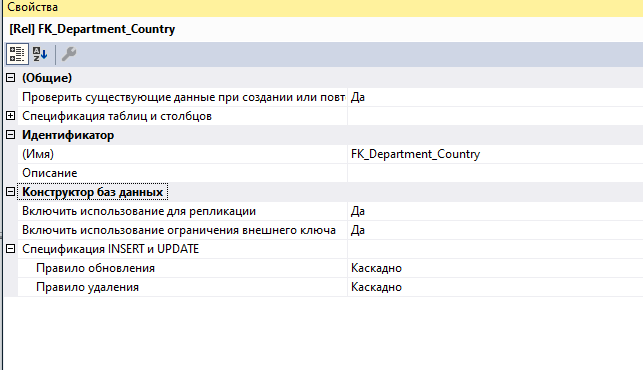 Свойства
[Rel] FK_Department_Country
(Общие)
Проверить существующие данные при создании или повт Да
Спецификация таблиц и столбцов
Идентификатор
(Имя) FK_Department_Country
Описание
Конструктор баз данных
Включить использование для репликации Да
Включить использование ограничения внешнего ключа Да
Спецификация INSERT и UPDATE
Правило обновления Каскадно
Правило удаления Каскадно